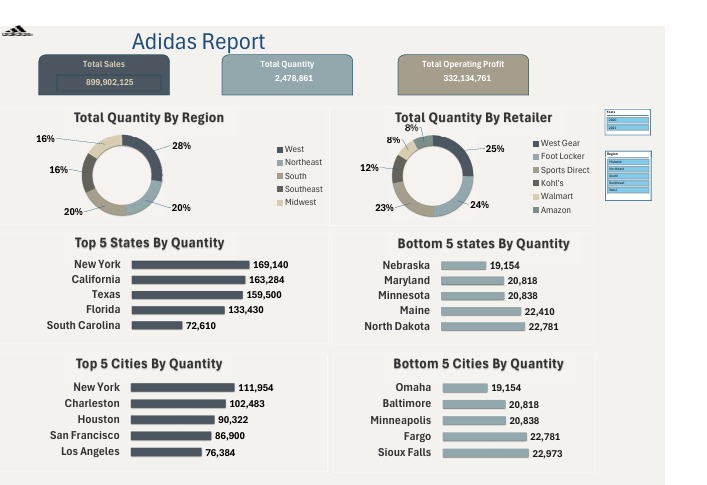 Adidas Report
Total Sales
899,902,125
Total Quantity
2,478,861
Total Operating Profit
332,134,761
Total Quantity By Region
28%
20%
20%
16%
16%
West
Northeast
South
Southeast
Midwest
Total Quantity By Retailer
25%
24%
23%
12%
8%
8%
West Gear
Foot Locker
Sports Direct
Kohl's
Walmart
Amazon
Years
2020
2021
Region
Midwest
Northeast
South
Southeast
West
Top 5 States By Quantity
New York 169,140
California 163,284
Texas 159,500
Florida 133,430
South Carolina 72,610
Bottom 5 states By Quantity
Nebraska 19,154
Maryland 20,818
Minnesota 20,838
Maine 22,410
North Dakota 22,781
Top 5 Cities By Quantity
New York 111,954
Charleston 102,483
Houston 90,322
San Francisco 86,900
Los Angeles 76,384
Bottom 5 Cities By Quantity
Omaha 19,154
Baltimore 20,818
Minneapolis 20,838
Fargo 22,781
Sioux Falls 22,973